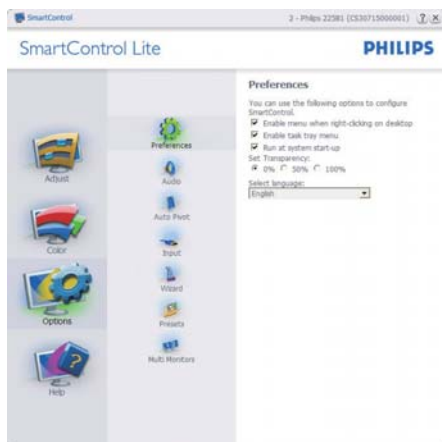 SmartControl
2 - Philips 225B1 (CS30715000001)
SmartControl Lite
PHILIPS
Adjust
Color
Options
Help
Preferences
Audio
Auto Pivot
Input
Wizard
Presets
Multi Monitors
Preferences
You can use the following options to configure
SmartControl.
Enable menu when right-clicking on desktop
Enable task tray menu
Run at system start-up
Set Transparency:
0% 50% 100%
Select language:
English